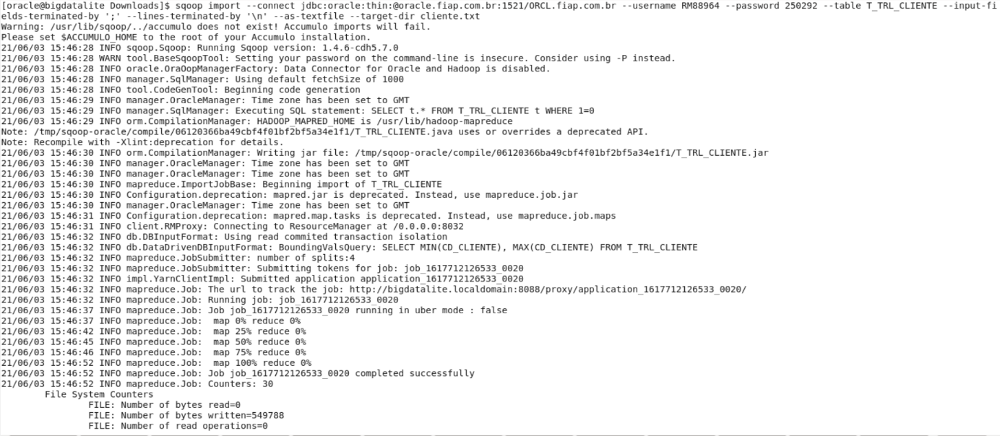 [oracle@bigdatalite Downloads]$ sqoop import --connect jdbc:oracle:thin:@oracle.fiap.com.br:1521/ORCL.fiap.com.br --username RM88964 --password 250292 --table T_TRL_CLIENTE --input-fi
elds-terminated-by ';' --lines-terminated-by '\n' --as-textfile --target-dir cliente.txt
Warning: /usr/lib/sqoop/../accumulo does not exist! Accumulo imports will fail.
Please set $ACCUMULO_HOME to the root of your Accumulo installation.
21/06/03 15:46:28 INFO sqoop.Sqoop: Running Sqoop version: 1.4.6-cdh5.7.0
21/06/03 15:46:28 WARN tool.BaseSqoopTool: Setting your password on the command-line is insecure. Consider using -P instead.
21/06/03 15:46:28 INFO oracle.OraOopManagerFactory: Data Connector for Oracle and Hadoop is disabled.
21/06/03 15:46:28 INFO manager.SqlManager: Using default fetchSize of 1000
21/06/03 15:46:28 INFO tool.CodeGenTool: Beginning code generation
21/06/03 15:46:29 INFO manager.OracleManager: Time zone has been set to GMT
21/06/03 15:46:29 INFO manager.SqlManager: Executing SQL statement: SELECT t.* FROM T_TRL_CLIENTE t WHERE 1=0
21/06/03 15:46:29 INFO orm.CompilationManager: HADOOP_MAPRED_HOME is /usr/lib/hadoop-mapreduce
Note: /tmp/sqoop-oracle/compile/06120366ba49cbf4f01bf2bf5a34e1f1/T_TRL_CLIENTE.java uses or overrides a deprecated API.
Note: Recompile with -Xlint:deprecation for details.
21/06/03 15:46:30 INFO orm.CompilationManager: Writing jar file: /tmp/sqoop-oracle/compile/06120366ba49cbf4f01bf2bf5a34e1f1/T_TRL_CLIENTE.jar
21/06/03 15:46:30 INFO manager.OracleManager: Time zone has been set to GMT
21/06/03 15:46:30 INFO manager.OracleManager: Time zone has been set to GMT
21/06/03 15:46:30 INFO mapreduce.ImportJobBase: Beginning import of T_TRL_CLIENTE
21/06/03 15:46:30 INFO Configuration.deprecation: mapred.jar is deprecated. Instead, use mapreduce.job.jar
21/06/03 15:46:30 INFO manager.OracleManager: Time zone has been set to GMT
21/06/03 15:46:31 INFO Configuration.deprecation: mapred.map.tasks is deprecated. Instead, use mapreduce.job.maps
21/06/03 15:46:31 INFO client.RMProxy: Connecting to ResourceManager at /0.0.0.0:8032
21/06/03 15:46:32 INFO db.DBInputFormat: Using read commited transaction isolation
21/06/03 15:46:32 INFO db.DataDrivenDBInputFormat: BoundingValsQuery: SELECT MIN(CD_CLIENTE), MAX(CD_CLIENTE) FROM T_TRL_CLIENTE
21/06/03 15:46:32 INFO mapreduce.JobSubmitter: number of splits:4
21/06/03 15:46:32 INFO mapreduce.JobSubmitter: Submitting tokens for job: job_1617712126533_0020
21/06/03 15:46:32 INFO impl.YarnClientImpl: Submitted application application_1617712126533_0020
21/06/03 15:46:32 INFO mapreduce.Job: The url to track the job: http://bigdatalite.localdomain:8088/proxy/application_1617712126533_0020/
21/06/03 15:46:32 INFO mapreduce.Job: Running job: job_1617712126533_0020
21/06/03 15:46:37 INFO mapreduce.Job: Job job_1617712126533_0020 running in uber mode : false
21/06/03 15:46:37 INFO mapreduce.Job:  map 0% reduce 0%
21/06/03 15:46:42 INFO mapreduce.Job:  map 25% reduce 0%
21/06/03 15:46:45 INFO mapreduce.Job:  map 50% reduce 0%
21/06/03 15:46:46 INFO mapreduce.Job:  map 75% reduce 0%
21/06/03 15:46:52 INFO mapreduce.Job:  map 100% reduce 0%
21/06/03 15:46:52 INFO mapreduce.Job: Job job_1617712126533_0020 completed successfully
21/06/03 15:46:52 INFO mapreduce.Job: Counters: 30
File System Counters
FILE: Number of bytes read=0
FILE: Number of bytes written=549788
FILE: Number of read operations=0